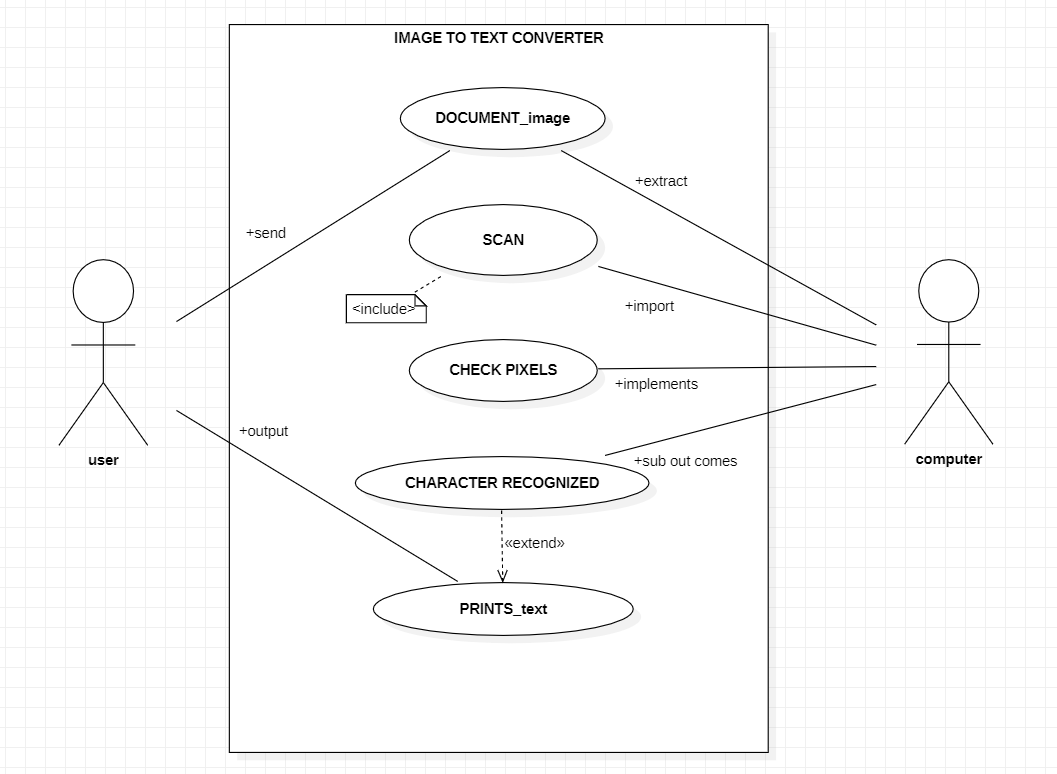 IMAGE TO TEXT CONVERTER
DOCUMENT_image
+extract
+send
SCAN
+import
<include>
CHECK PIXELS
+implements
+output
user
computer
+sub out comes
CHARACTER RECOGNIZED
«extend»
PRINTS_text